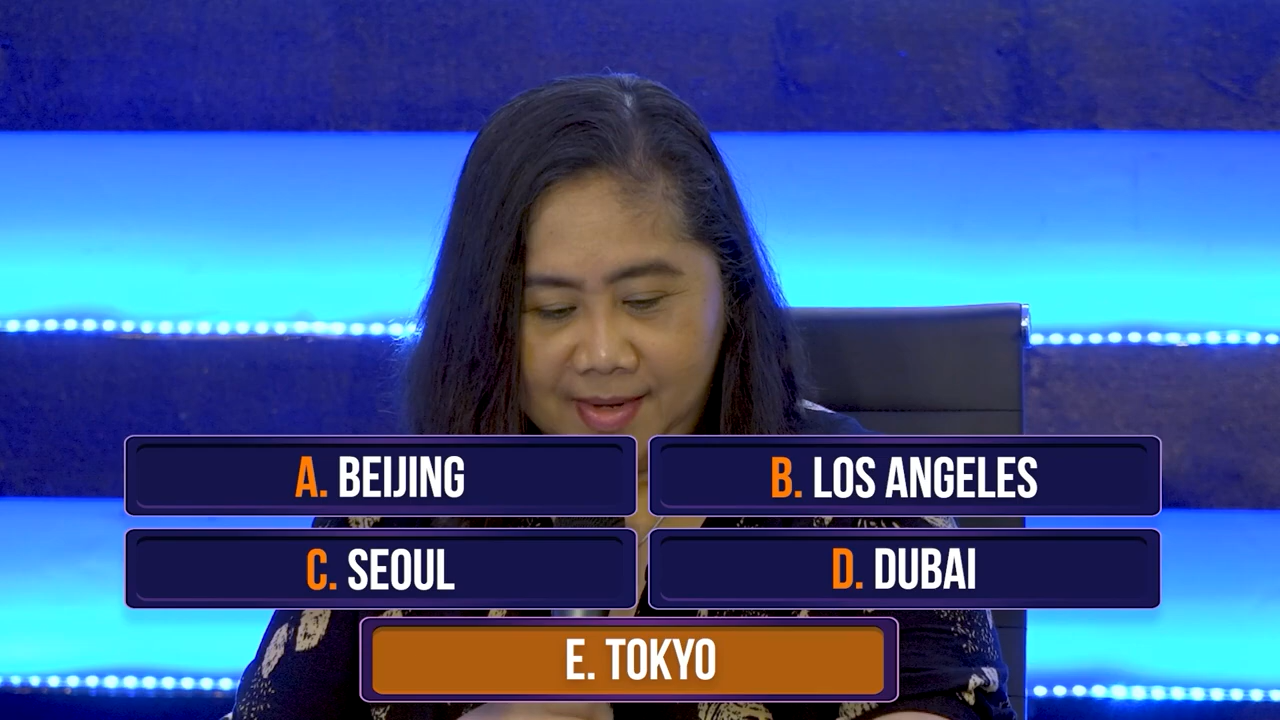 A. BEIJING
B. LOS ANGELES
C. SEOUL
D. DUBAI
E. TOKYO